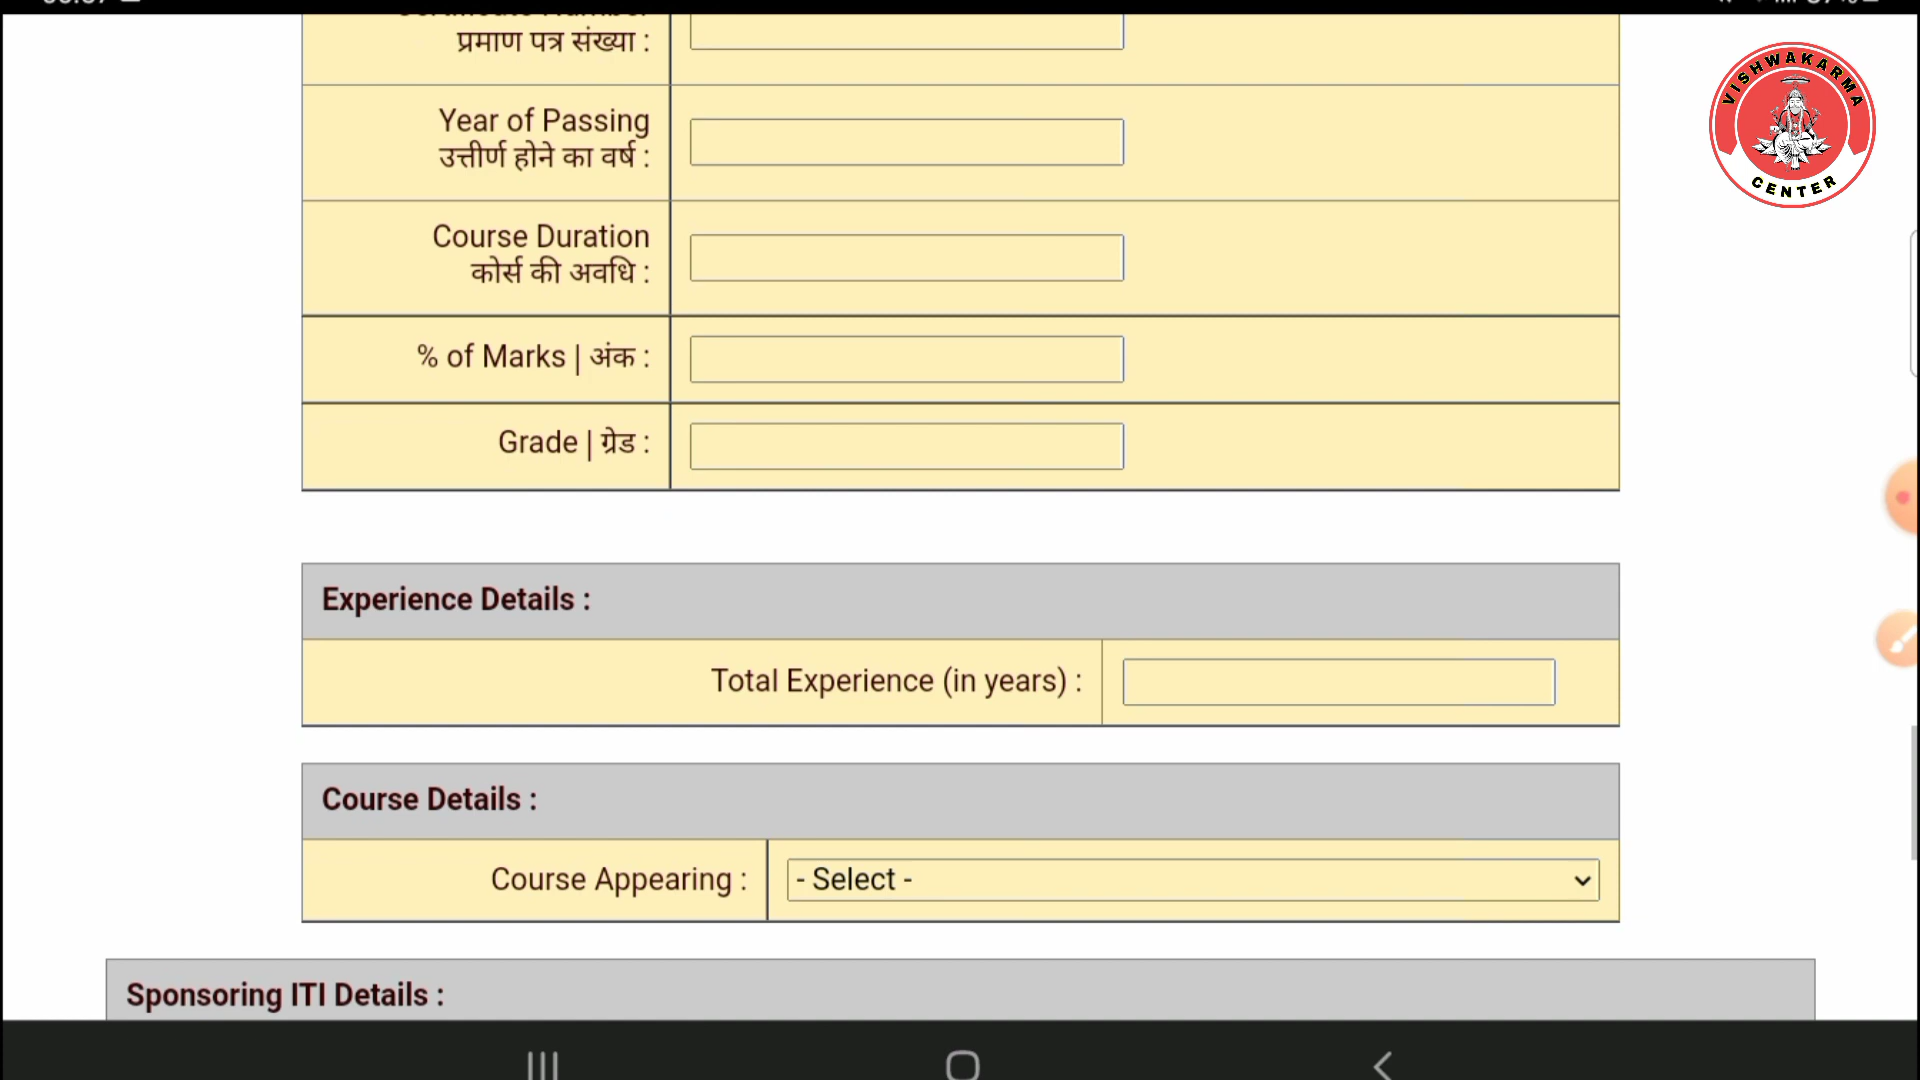 प्रमाण पत्र संख्या :
Year of Passing
उत्तीर्ण होने का वर्ष :
Course Duration
कोर्स की अवधि :
% of Marks | अंक :
Grade | ग्रेड :
Experience Details :
Total Experience (in years) :
Course Details :
Course Appearing :
- Select -
Sponsoring ITI Details :
VISHWAKARMA
CENTER